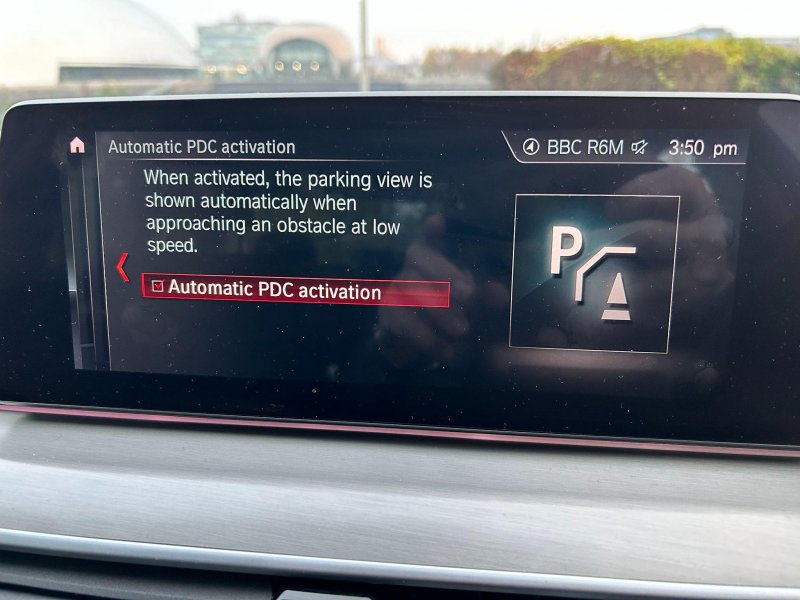 Automatic PDC activation
BBC R6M 3:50 pm
When activated, the parking view is
shown automatically when
approaching an obstacle at low
speed.
Automatic PDC activation
P